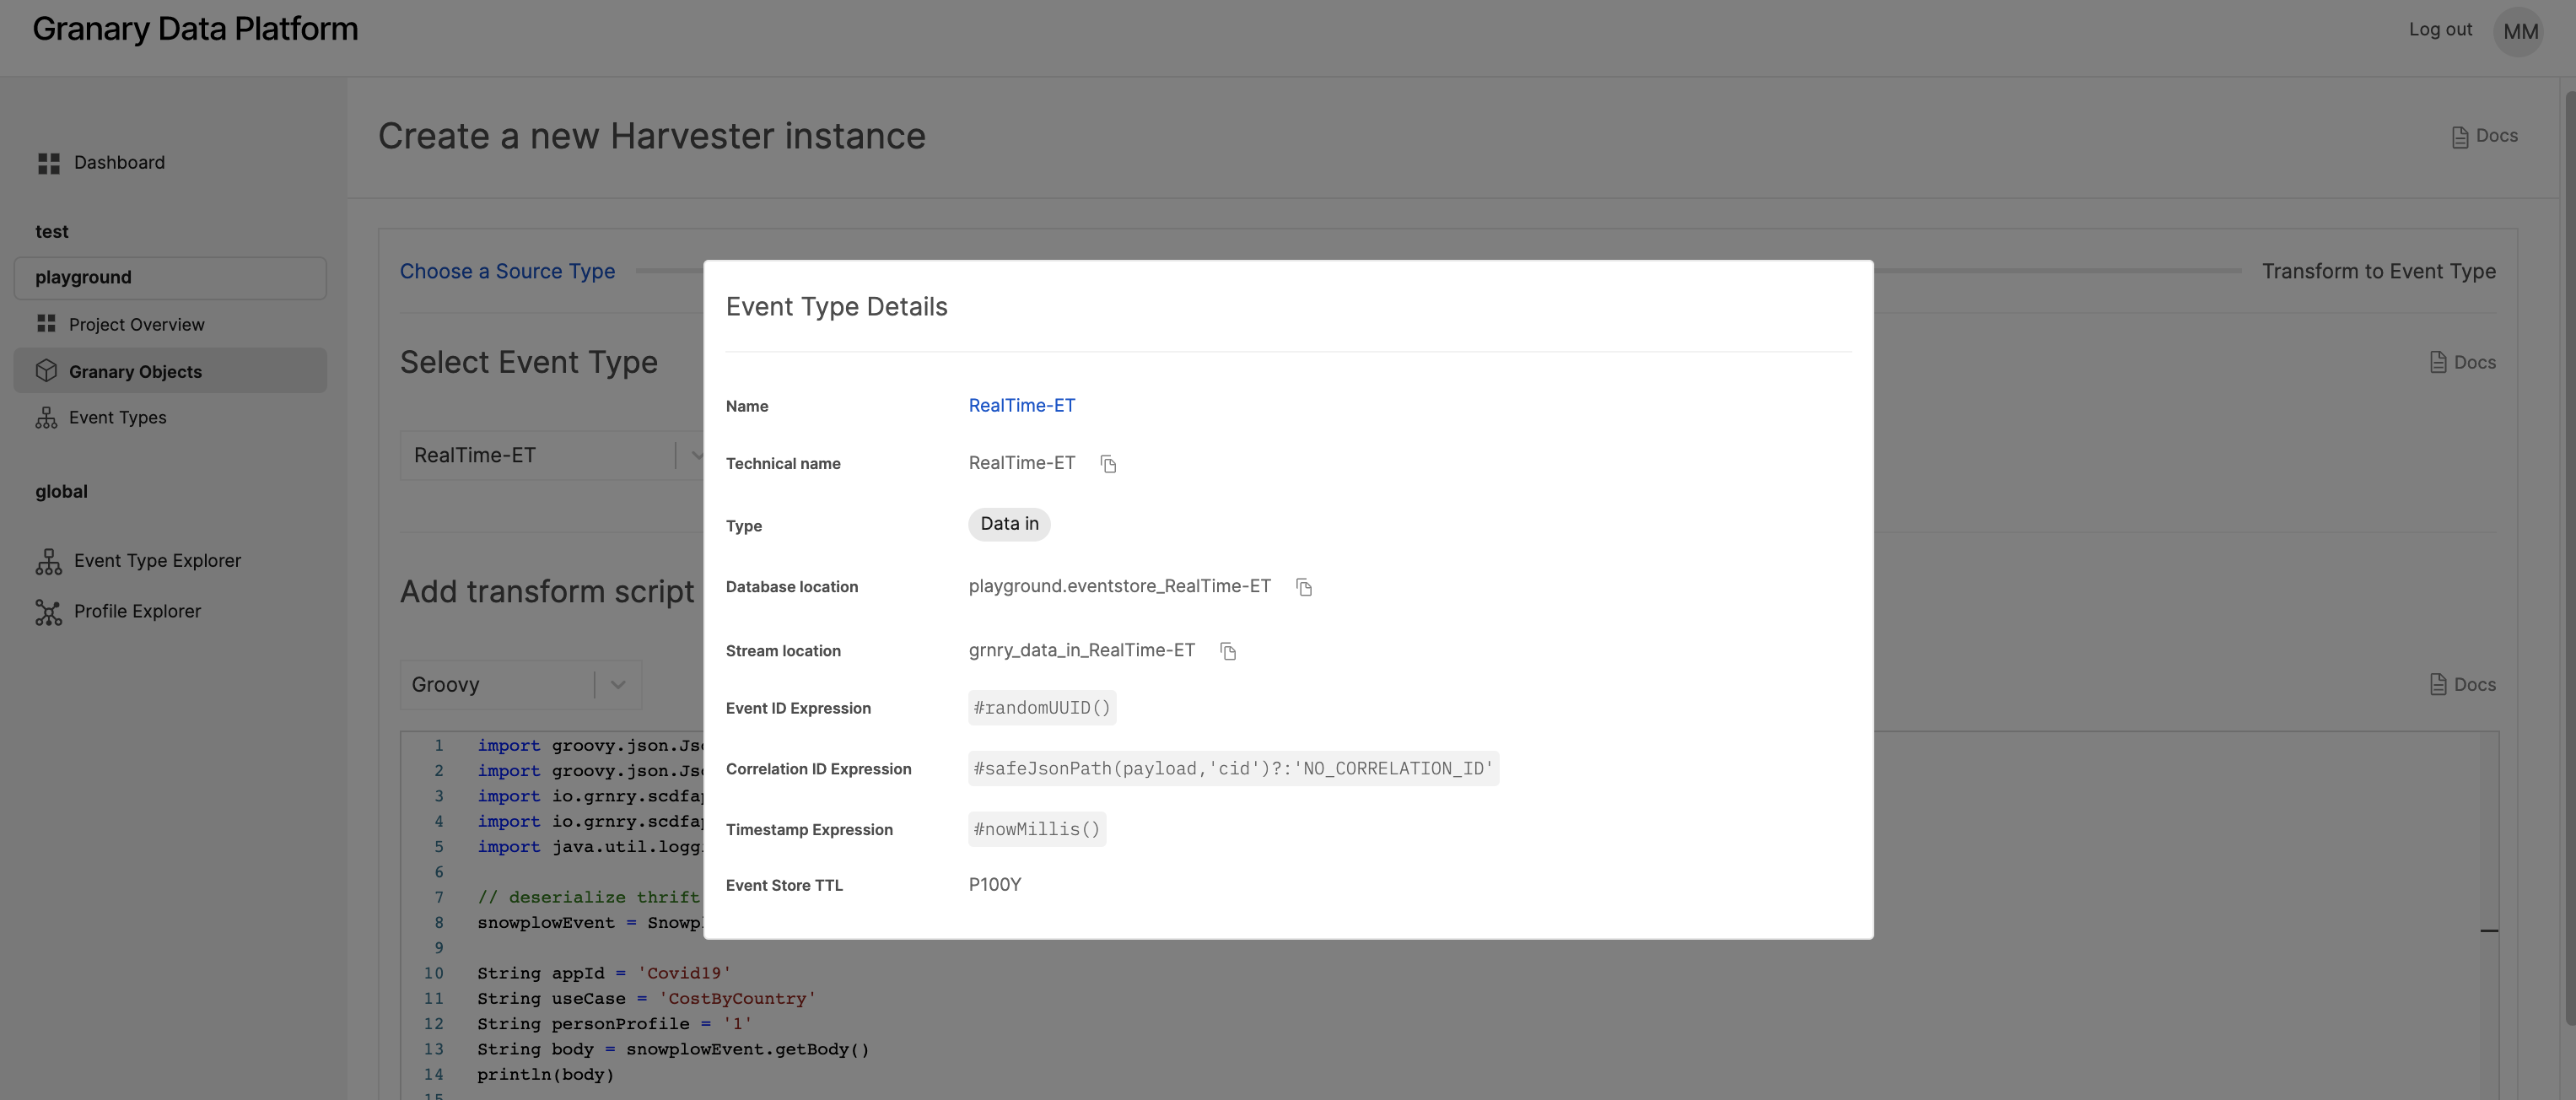 Granary Data Platform
Log out
MM
Dashboard
test
playground
Project Overview
Granary Objects
Event Types
global
Event Type Explorer
Profile Explorer
Create a new Harvester instance
Docs
Choose a Source Type
Transform to Event Type
Select Event Type
Docs
RealTime-ET
Add transform script
Groovy
Docs
1 import groovy.json.Js
2 import groovy.json.Js
3 import io.grnry.scdfa
4 import io.grnry.scdfa
5 import java.util.logg
6
7 // deserialize thrift
8 snowplowEvent = Snowp
9
10 String appId = 'Covid19'
11 String useCase = 'CostByCountry'
12 String personProfile = '1'
13 String body = snowplowEvent.getBody()
14 println(body)
15
Event Type Details
Name RealTime-ET
Technical name RealTime-ET
Type Data in
Database location playground.eventstore_RealTime-ET
Stream location grnry_data_in_RealTime-ET
Event ID Expression #randomUUID()
Correlation ID Expression #safeJsonPath(payload,'cid')?:'NO_CORRELATION_ID'
Timestamp Expression #nowMillis()
Event Store TTL P100Y